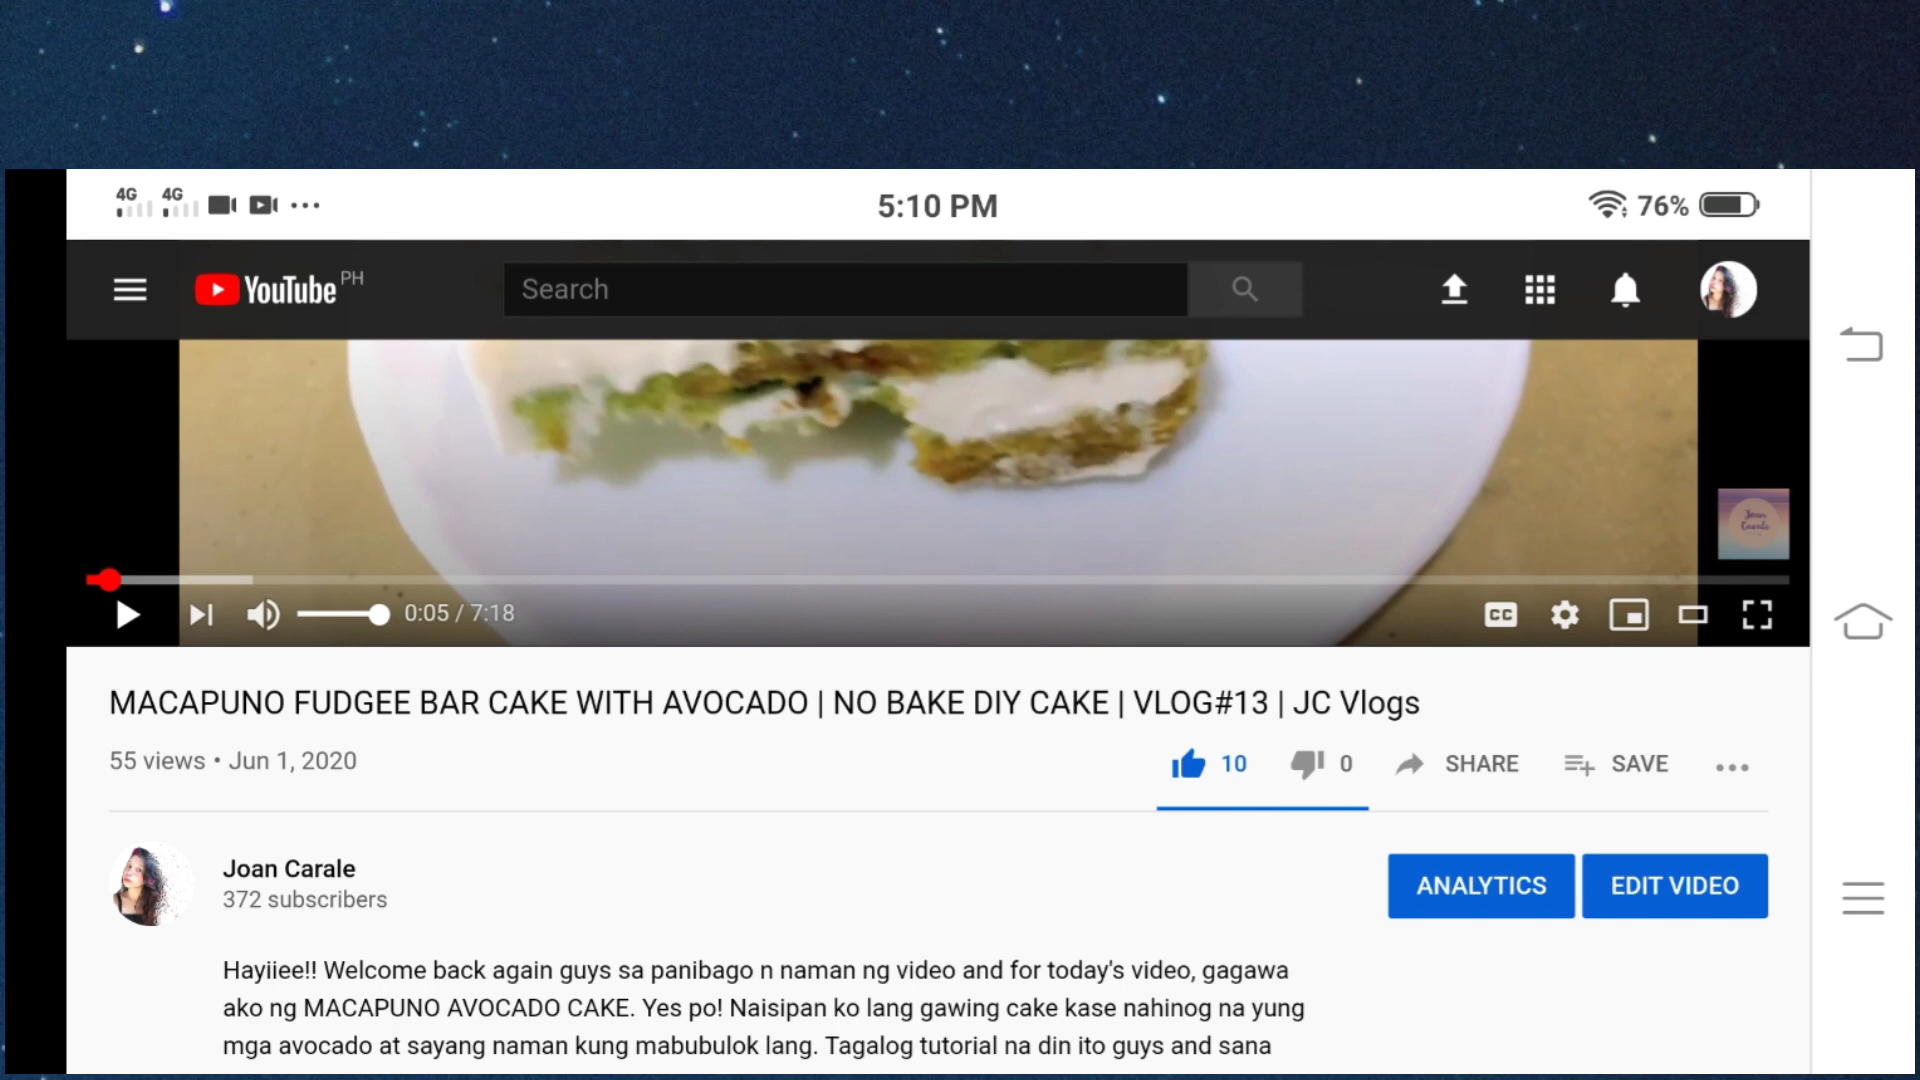 4G 4G 5:10 PM 76%
YouTube PH Search
Joan
Carale
0:05 / 7:18 CC
MACAPUNO FUDGEE BAR CAKE WITH AVOCADO | NO BAKE DIY CAKE | VLOG#13 | JC Vlogs
55 views • Jun 1, 2020 10 0 SHARE SAVE
Joan Carale
372 subscribers
ANALYTICS EDIT VIDEO
Hayiiee!! Welcome back again guys sa panibago n naman ng video and for today's video, gagawa
ako ng MACAPUNO AVOCADO CAKE. Yes po! Naisipan ko lang gawing cake kase nahinog na yung
mga avocado at sayang naman kung mabubulok lang. Tagalog tutorial na din ito guys and sana